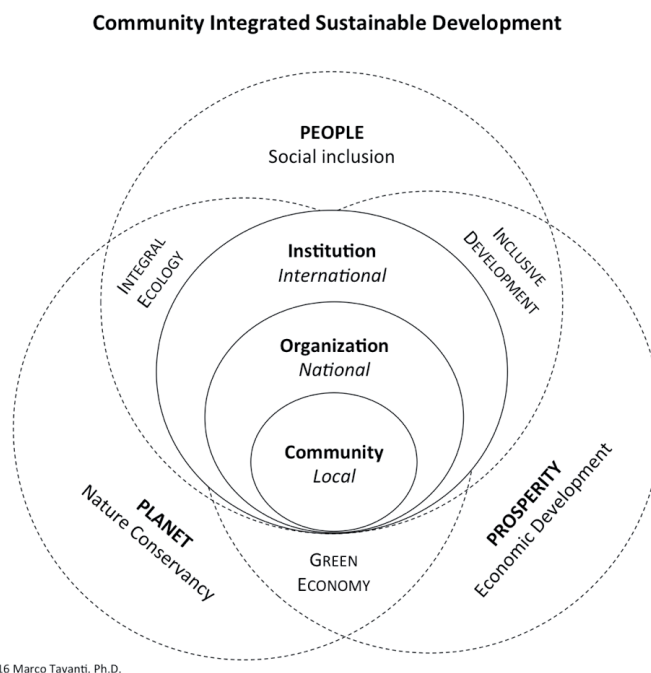 Community Integrated Sustainable Development
PEOPLE
Social inclusion
INTEGRAL
ECOLOGY
INCLUSIVE
DEVELOPMENT
Institution
International
Organization
National
Community
Local
PLANET
Nature Conservancy
PROSPERITY
Economic Development
GREEN
ECONOMY
16 Marco Tavanti, Ph.D.